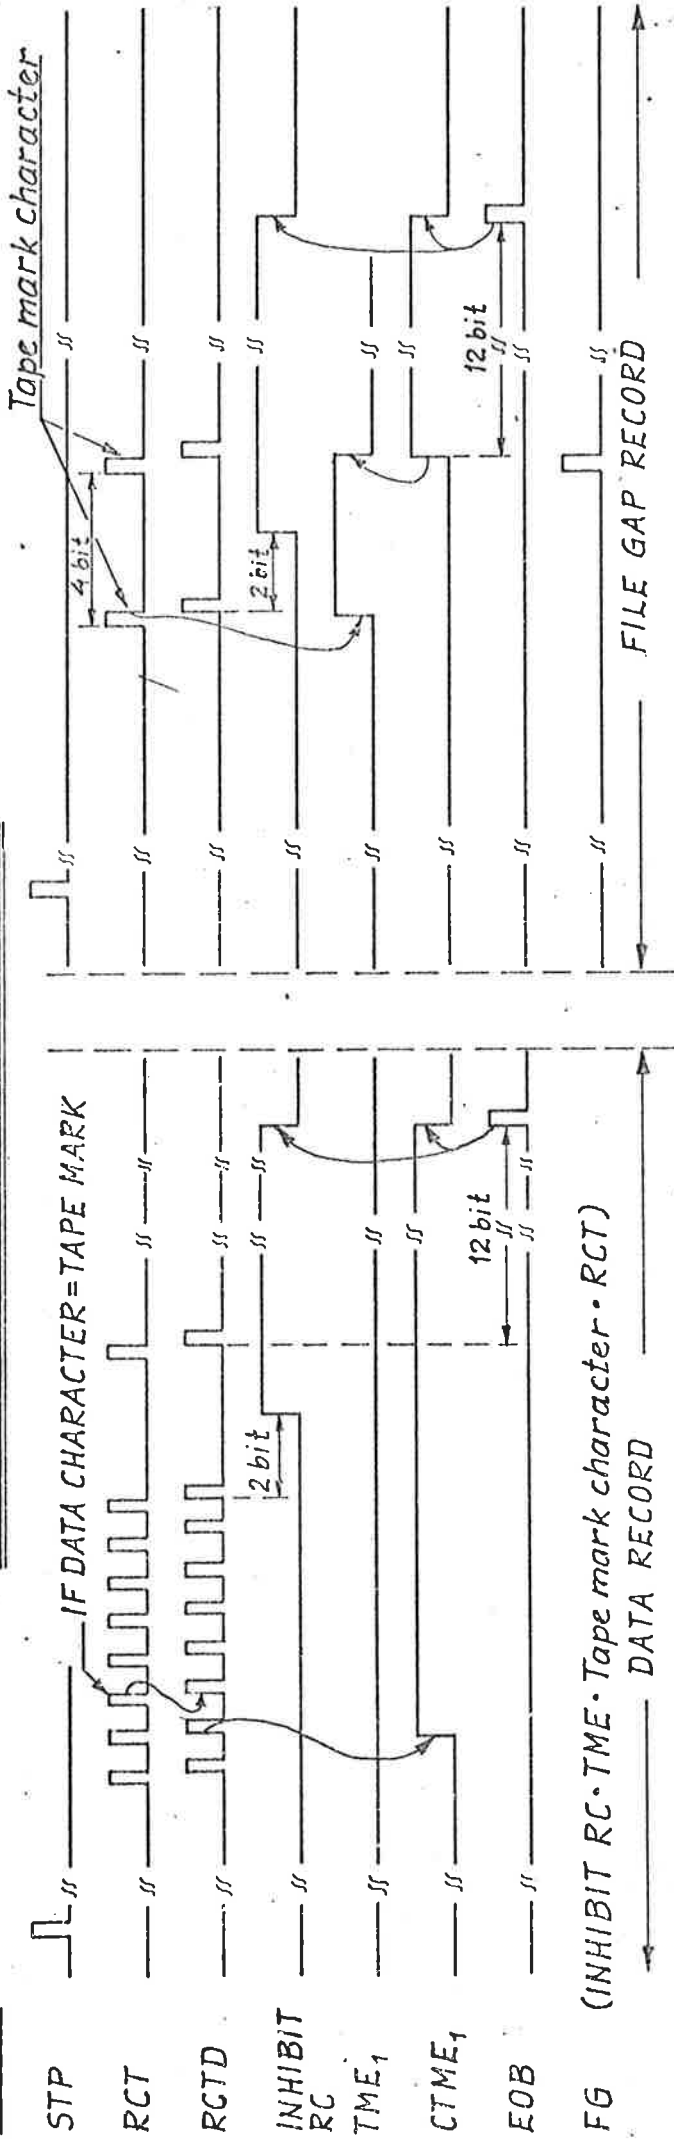 STP
RCT
RCTD
INHIBIT
RC
TME₁
CTME₁
EOB
FG (INHIBIT RC·TME·Tape mark character·RCT)
IF DATA CHARACTER=TAPE MARK
2 bit
12 bit
DATA RECORD
Tape mark character
4 bit
2 bit
12 bit
FILE GAP RECORD